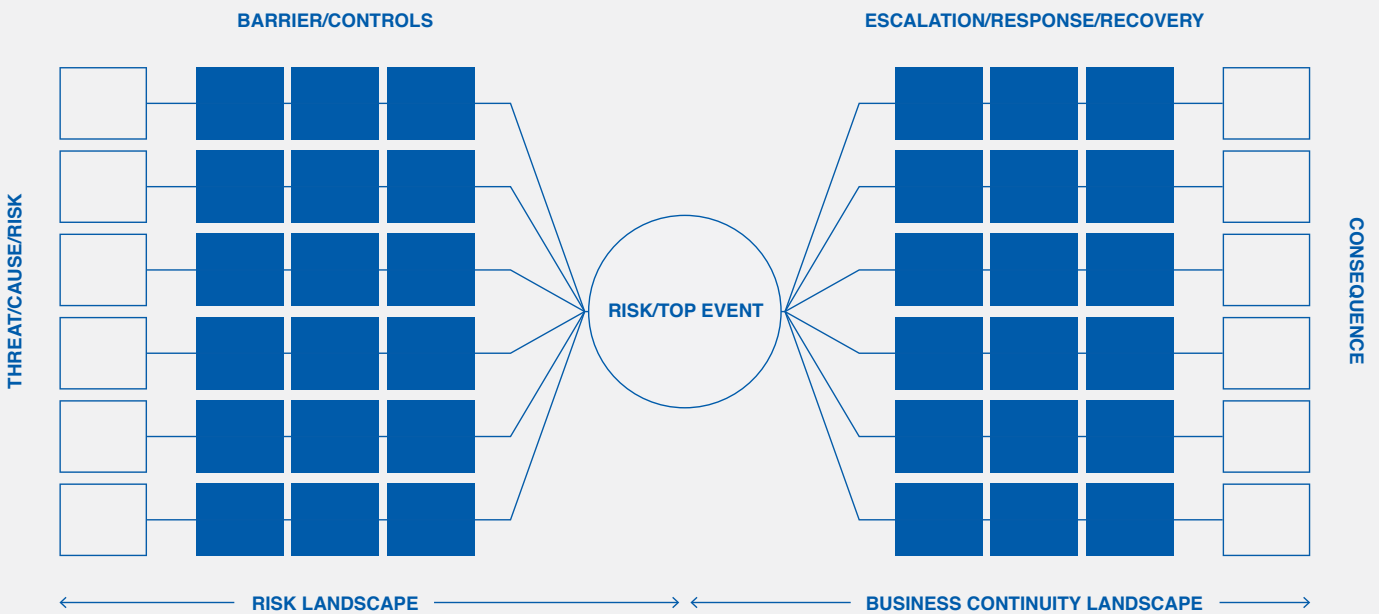 BARRIER/CONTROLS
ESCALATION/RESPONSE/RECOVERY
THREAT/CAUSE/RISK
RISK/TOP EVENT
CONSEQUENCE
RISK LANDSCAPE
BUSINESS CONTINUITY LANDSCAPE